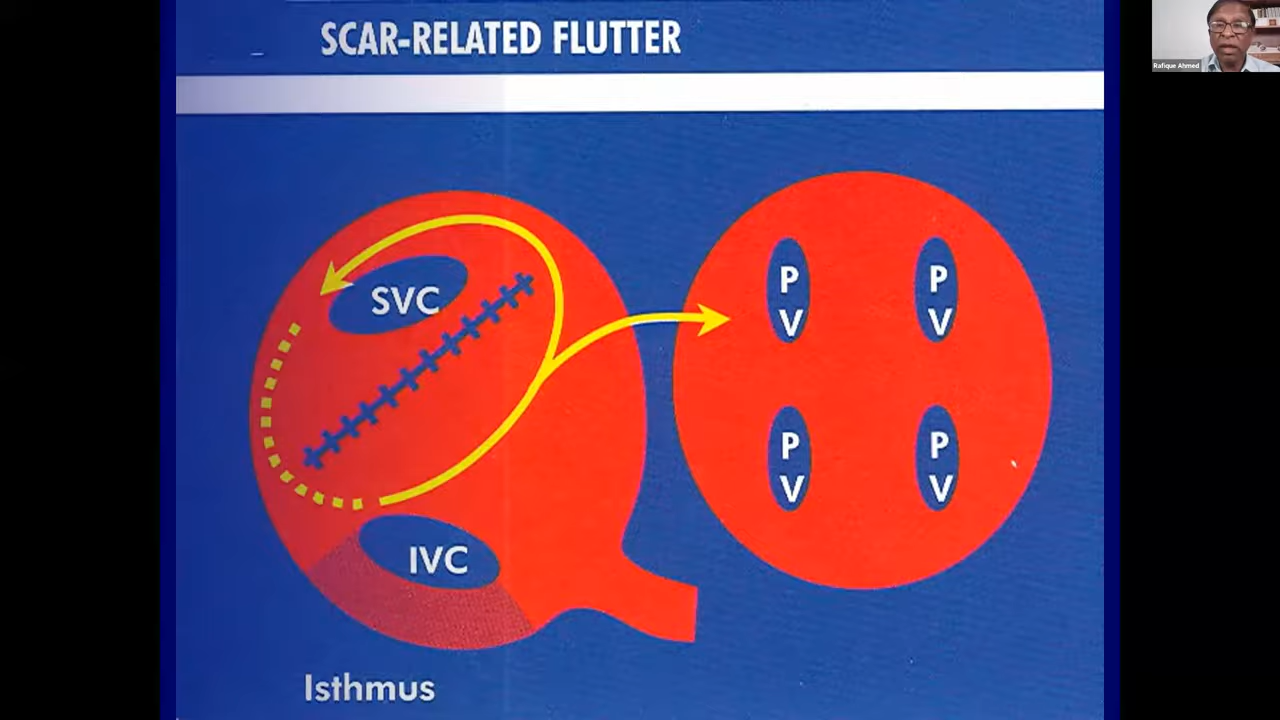 SCAR-RELATED FLUTTER
Rafique Ahmed
SVC
P
V
P
V
P
V
P
V
IVC
Isthmus